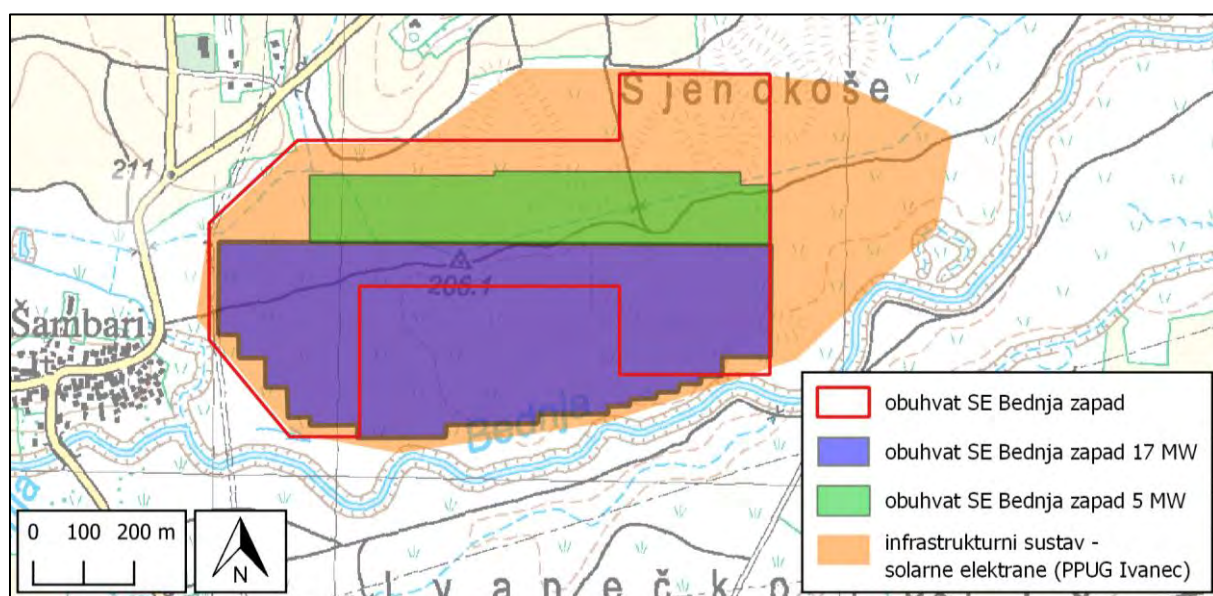 Sjenokoše
211
206.1
Šambari
Bednja
obuhvat SE Bednja zapad
obuhvat SE Bednja zapad 17 MW
obuhvat SE Bednja zapad 5 MW
infrastrukturni sustav -
solarne elektrane (PPUG Ivanec)
0 100 200 m
N